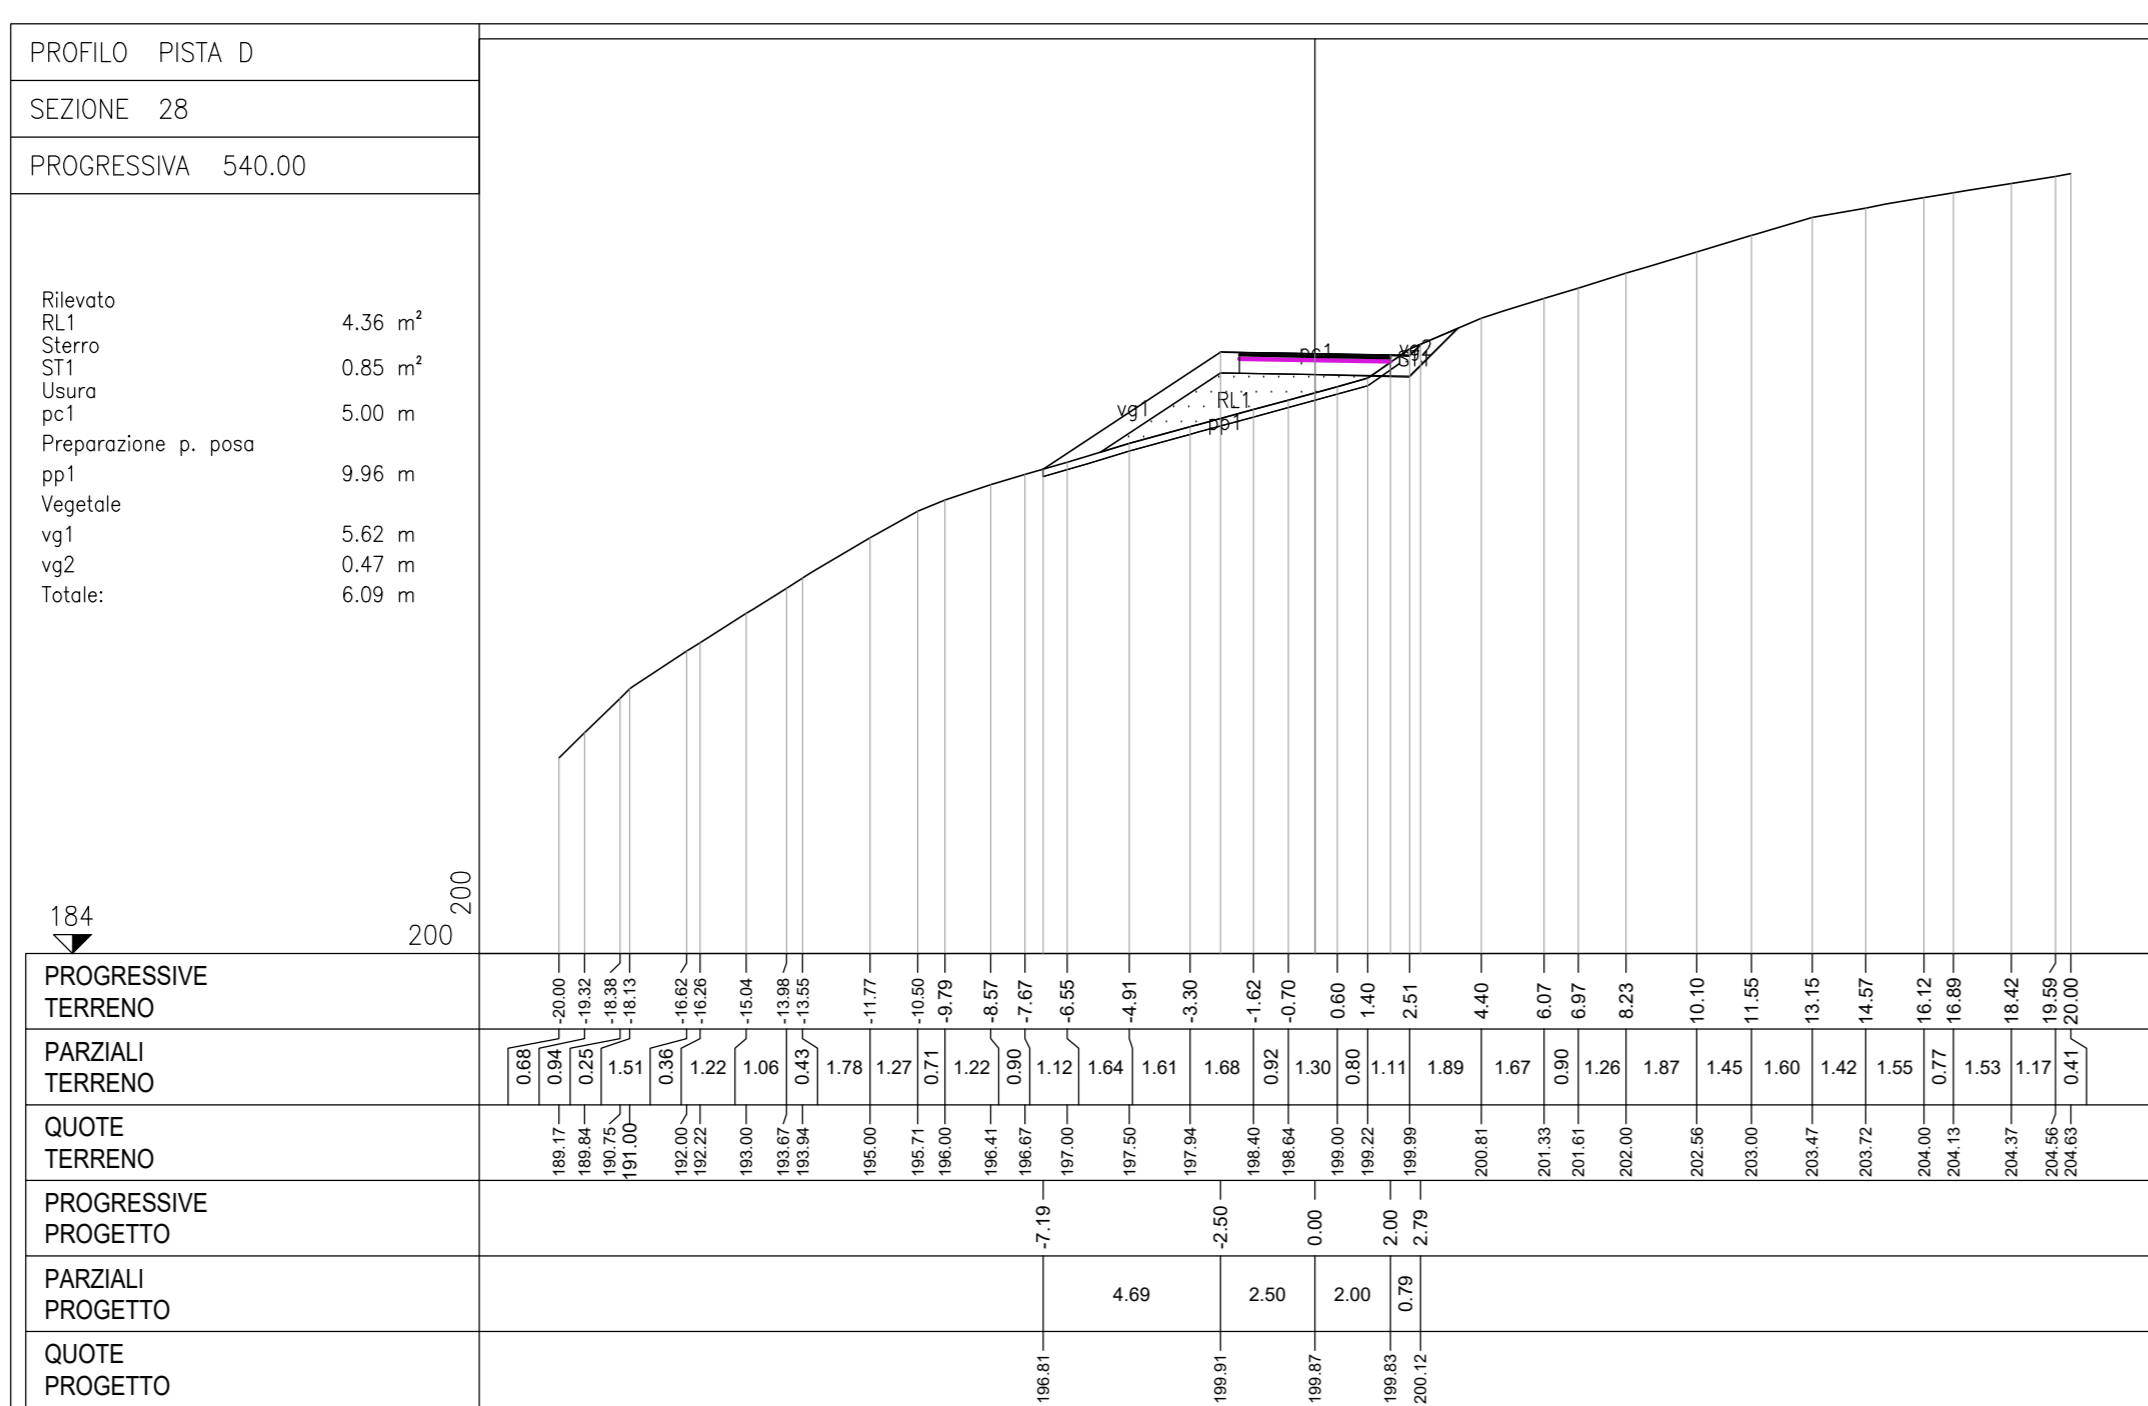 PROFILO PISTA D
SEZIONE 28
PROGRESSIVA 540.00
Rilevato
RL1 4.36 m²
Sterro
ST1 0.85 m²
Usura
pc1 5.00 m
Preparazione p. posa
pp1 9.96 m
Vegetale
vg1 5.62 m
vg2 0.47 m
Totale: 6.09 m
pc1
vg2
ST1
vg1
RL1
pp1
184
200
200
PROGRESSIVE TERRENO
-20.00 -19.32 -18.38 -18.13 -16.62 -16.26 -15.04 -13.98 -13.55 -11.77 -10.50 -9.79 -8.57 -7.67 -6.55 -4.91 -3.30 -1.62 -0.70 0.60 1.40 2.51 4.40 6.07 6.97 8.23 10.10 11.55 13.15 14.57 16.12 16.89 18.42 19.59 20.00
PARZIALI TERRENO
0.68 0.94 0.25 1.51 0.36 1.22 1.06 0.43 1.78 1.27 0.71 1.22 0.90 1.12 1.64 1.61 1.68 0.92 1.30 0.80 1.11 1.89 1.67 0.90 1.26 1.87 1.45 1.60 1.42 1.55 0.77 1.53 1.17 0.41
QUOTE TERRENO
189.17 189.84 190.75 191.00 192.00 192.22 193.00 193.67 193.94 195.00 195.71 196.00 196.41 196.67 197.00 197.50 197.94 198.40 198.64 199.00 199.22 199.99 200.81 201.33 201.61 202.00 202.56 203.00 203.47 203.72 204.00 204.13 204.37 204.56 204.63
PROGRESSIVE PROGETTO
-7.19 -2.50 0.00 2.00 2.79
PARZIALI PROGETTO
4.69 2.50 2.00 0.79
QUOTE PROGETTO
196.81 199.91 199.87 199.83 200.12